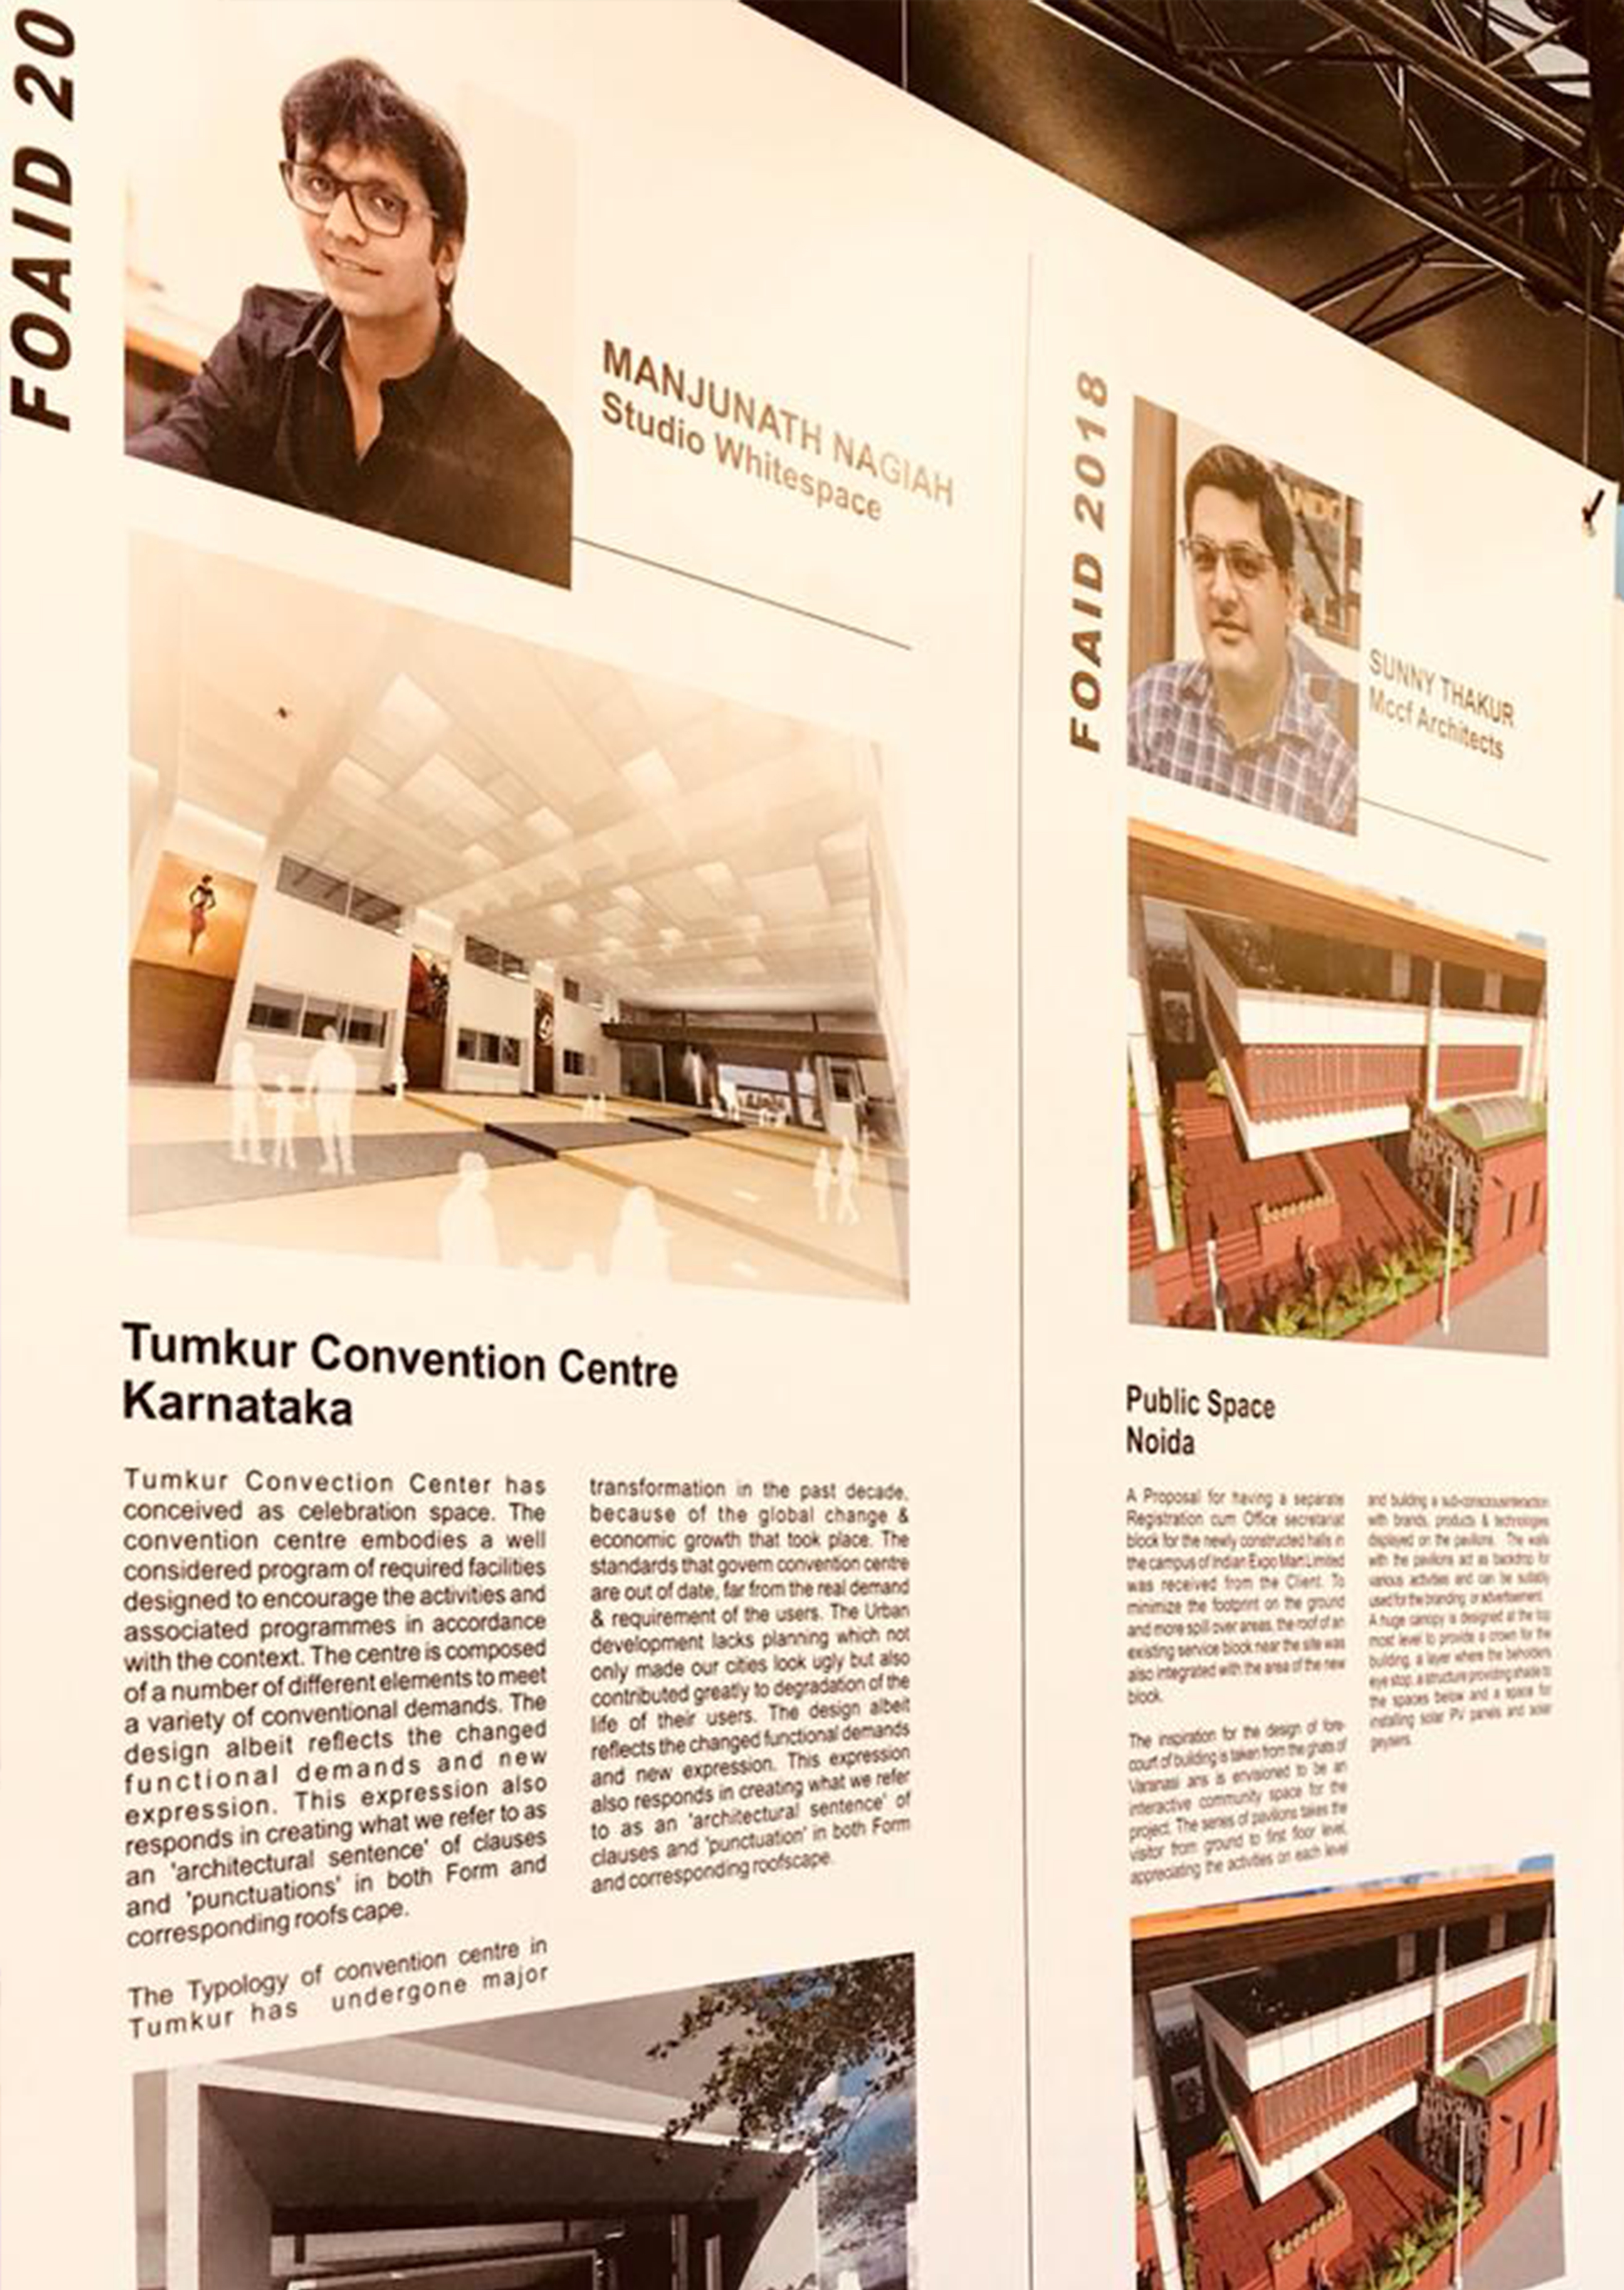 FOAID 20
MANJUNATH NAGIAH
Studio Whitespace
Tumkur Convention Centre
Karnataka
Tumkur Convection Center has
conceived as celebration space. The
convention centre embodies a well
considered program of required facilities
designed to encourage the activities and
associated programmes in accordance
with the context. The centre is composed
of a number of different elements to meet
a variety of conventional demands. The
design albeit reflects the changed
functional demands and new
expression. This expression also
responds in creating what we refer to as
an 'architectural sentence' of clauses
and 'punctuations' in both Form and
corresponding roofs cape.
The Typology of convention centre in
Tumkur has undergone major
transformation in the past decade,
because of the global change &
economic growth that took place. The
standards that govern convention centre
are out of date, far from the real demand
& requirement of the users. The Urban
development lacks planning which not
only made our cities look ugly but also
contributed greatly to degradation of the
life of their users. The design albeit
reflects the changed functional demands
and new expression. This expression
also responds in creating what we refer
to as an 'architectural sentence' of
clauses and 'punctuation' in both Form
and corresponding roofscape.
FOAID 2018
SUNNY THAKUR
Mccf Architects
Public Space
Noida
A Proposal for having a separate
Registration cum Office secretariat
block for the newly constructed halls in
the campus of Indian Expo Mart Limited
was received from the Client. To
minimize the footprint on the ground
and more spill over areas, the roof of an
existing service block near the site was
also integrated with the area of the new
block.
The inspiration for the design of fore-
court of building is taken from the ghats of
Varanasi ans is envisioned to be an
interactive community space for the
project. The series of pavilions takes the
visitor from ground to first floor level,
appreciating the activities on each level
and building a sub-consciousinteraction
with brands, products & technologies
displayed on the pavilions. The walls
with the pavilions act as backdrop for
various activities and can be suitably
used for the branding or advertisement.
A huge canopy is designed at the top
most level to provide a crown for the
building, a layer where the beholders
eye stop, a structure providing shade to
the spaces below and a space for
installing solar PV panels and solar
geysers.